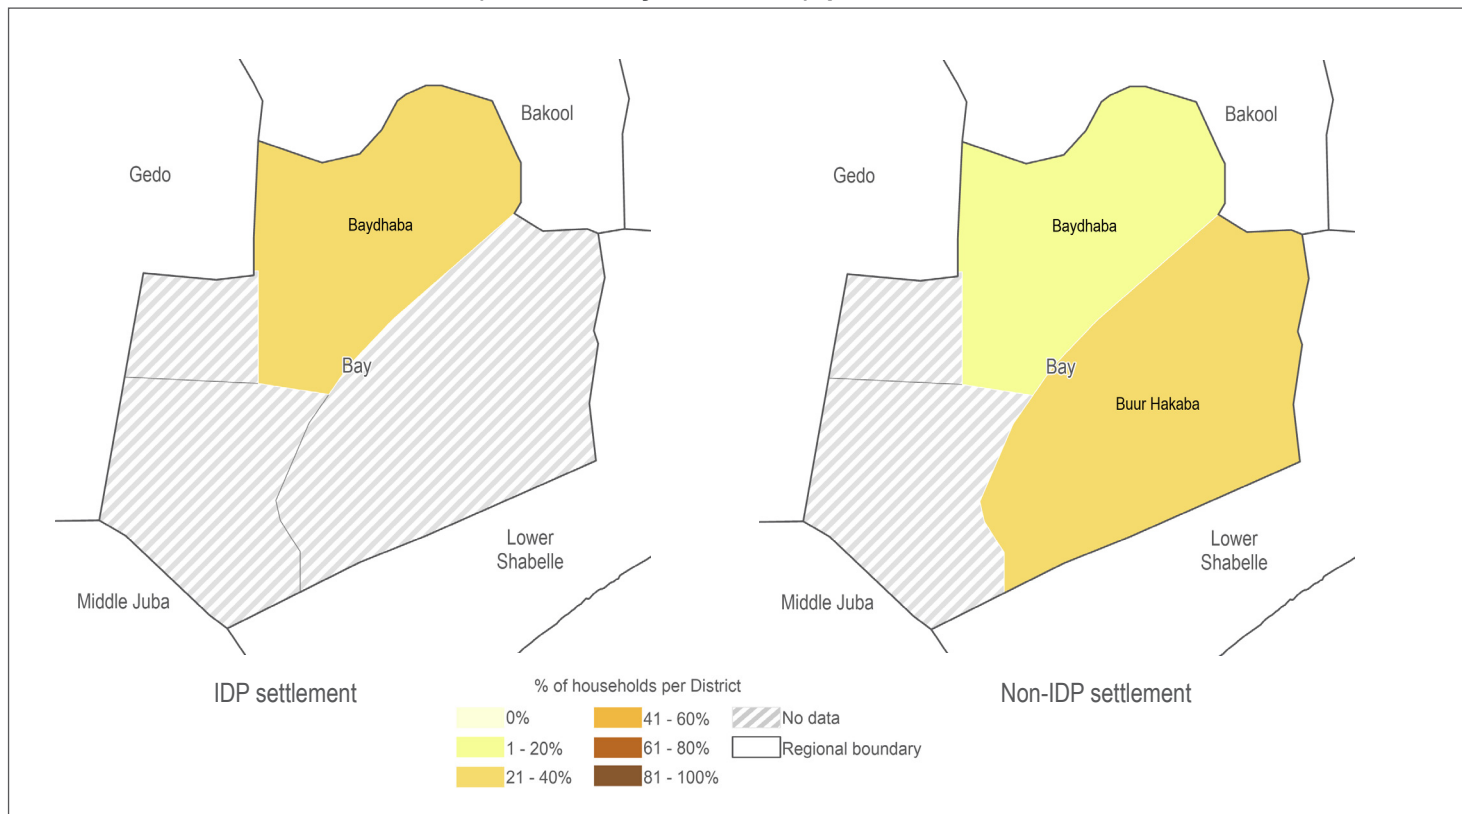 Bakool
Gedo
Baydhaba
Bay
Lower
Shabelle
Middle Juba
IDP settlement
Bakool
Gedo
Baydhaba
Bay
Buur Hakaba
Lower
Shabelle
Middle Juba
Non-IDP settlement
% of households per District
0%
1 - 20%
21 - 40%
41 - 60%
61 - 80%
81 - 100%
No data
Regional boundary